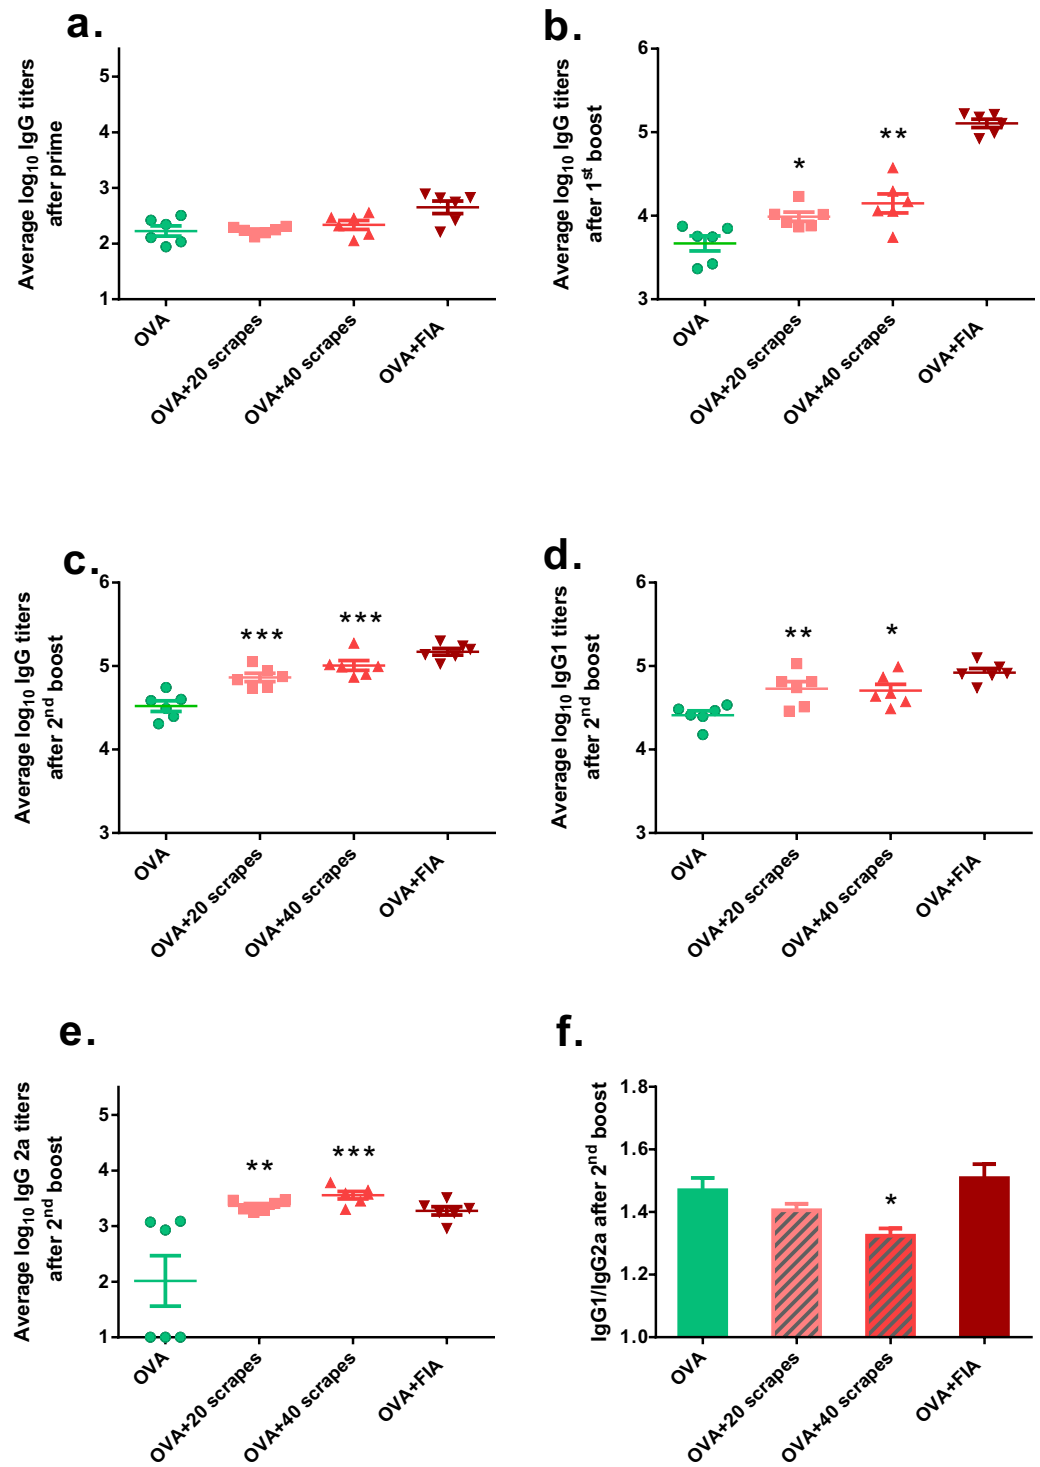 a.
Average log10 IgG titers
after prime
5
4
3
2
1
OVA
OVA+20 scrapes
OVA+40 scrapes
OVA+FIA
b.
Average log10 IgG titers
after 1st boost
6
5
4
3
*
**
OVA
OVA+20 scrapes
OVA+40 scrapes
OVA+FIA
c.
Average log10 IgG titers
after 2nd boost
6
5
4
3
***
***
OVA
OVA+20 scrapes
OVA+40 scrapes
OVA+FIA
d.
Average log10 IgG1 titers
after 2nd boost
6
5
4
3
**
*
OVA
OVA+20 scrapes
OVA+40 scrapes
OVA+FIA
e.
Average log10 IgG 2a titers
after 2nd boost
5
4
3
2
1
**
***
OVA
OVA+20 scrapes
OVA+40 scrapes
OVA+FIA
f.
IgG1/IgG2a after 2nd boost
1.8
1.6
1.4
1.2
1.0
*
OVA
OVA+20 scrapes
OVA+40 scrapes
OVA+FIA